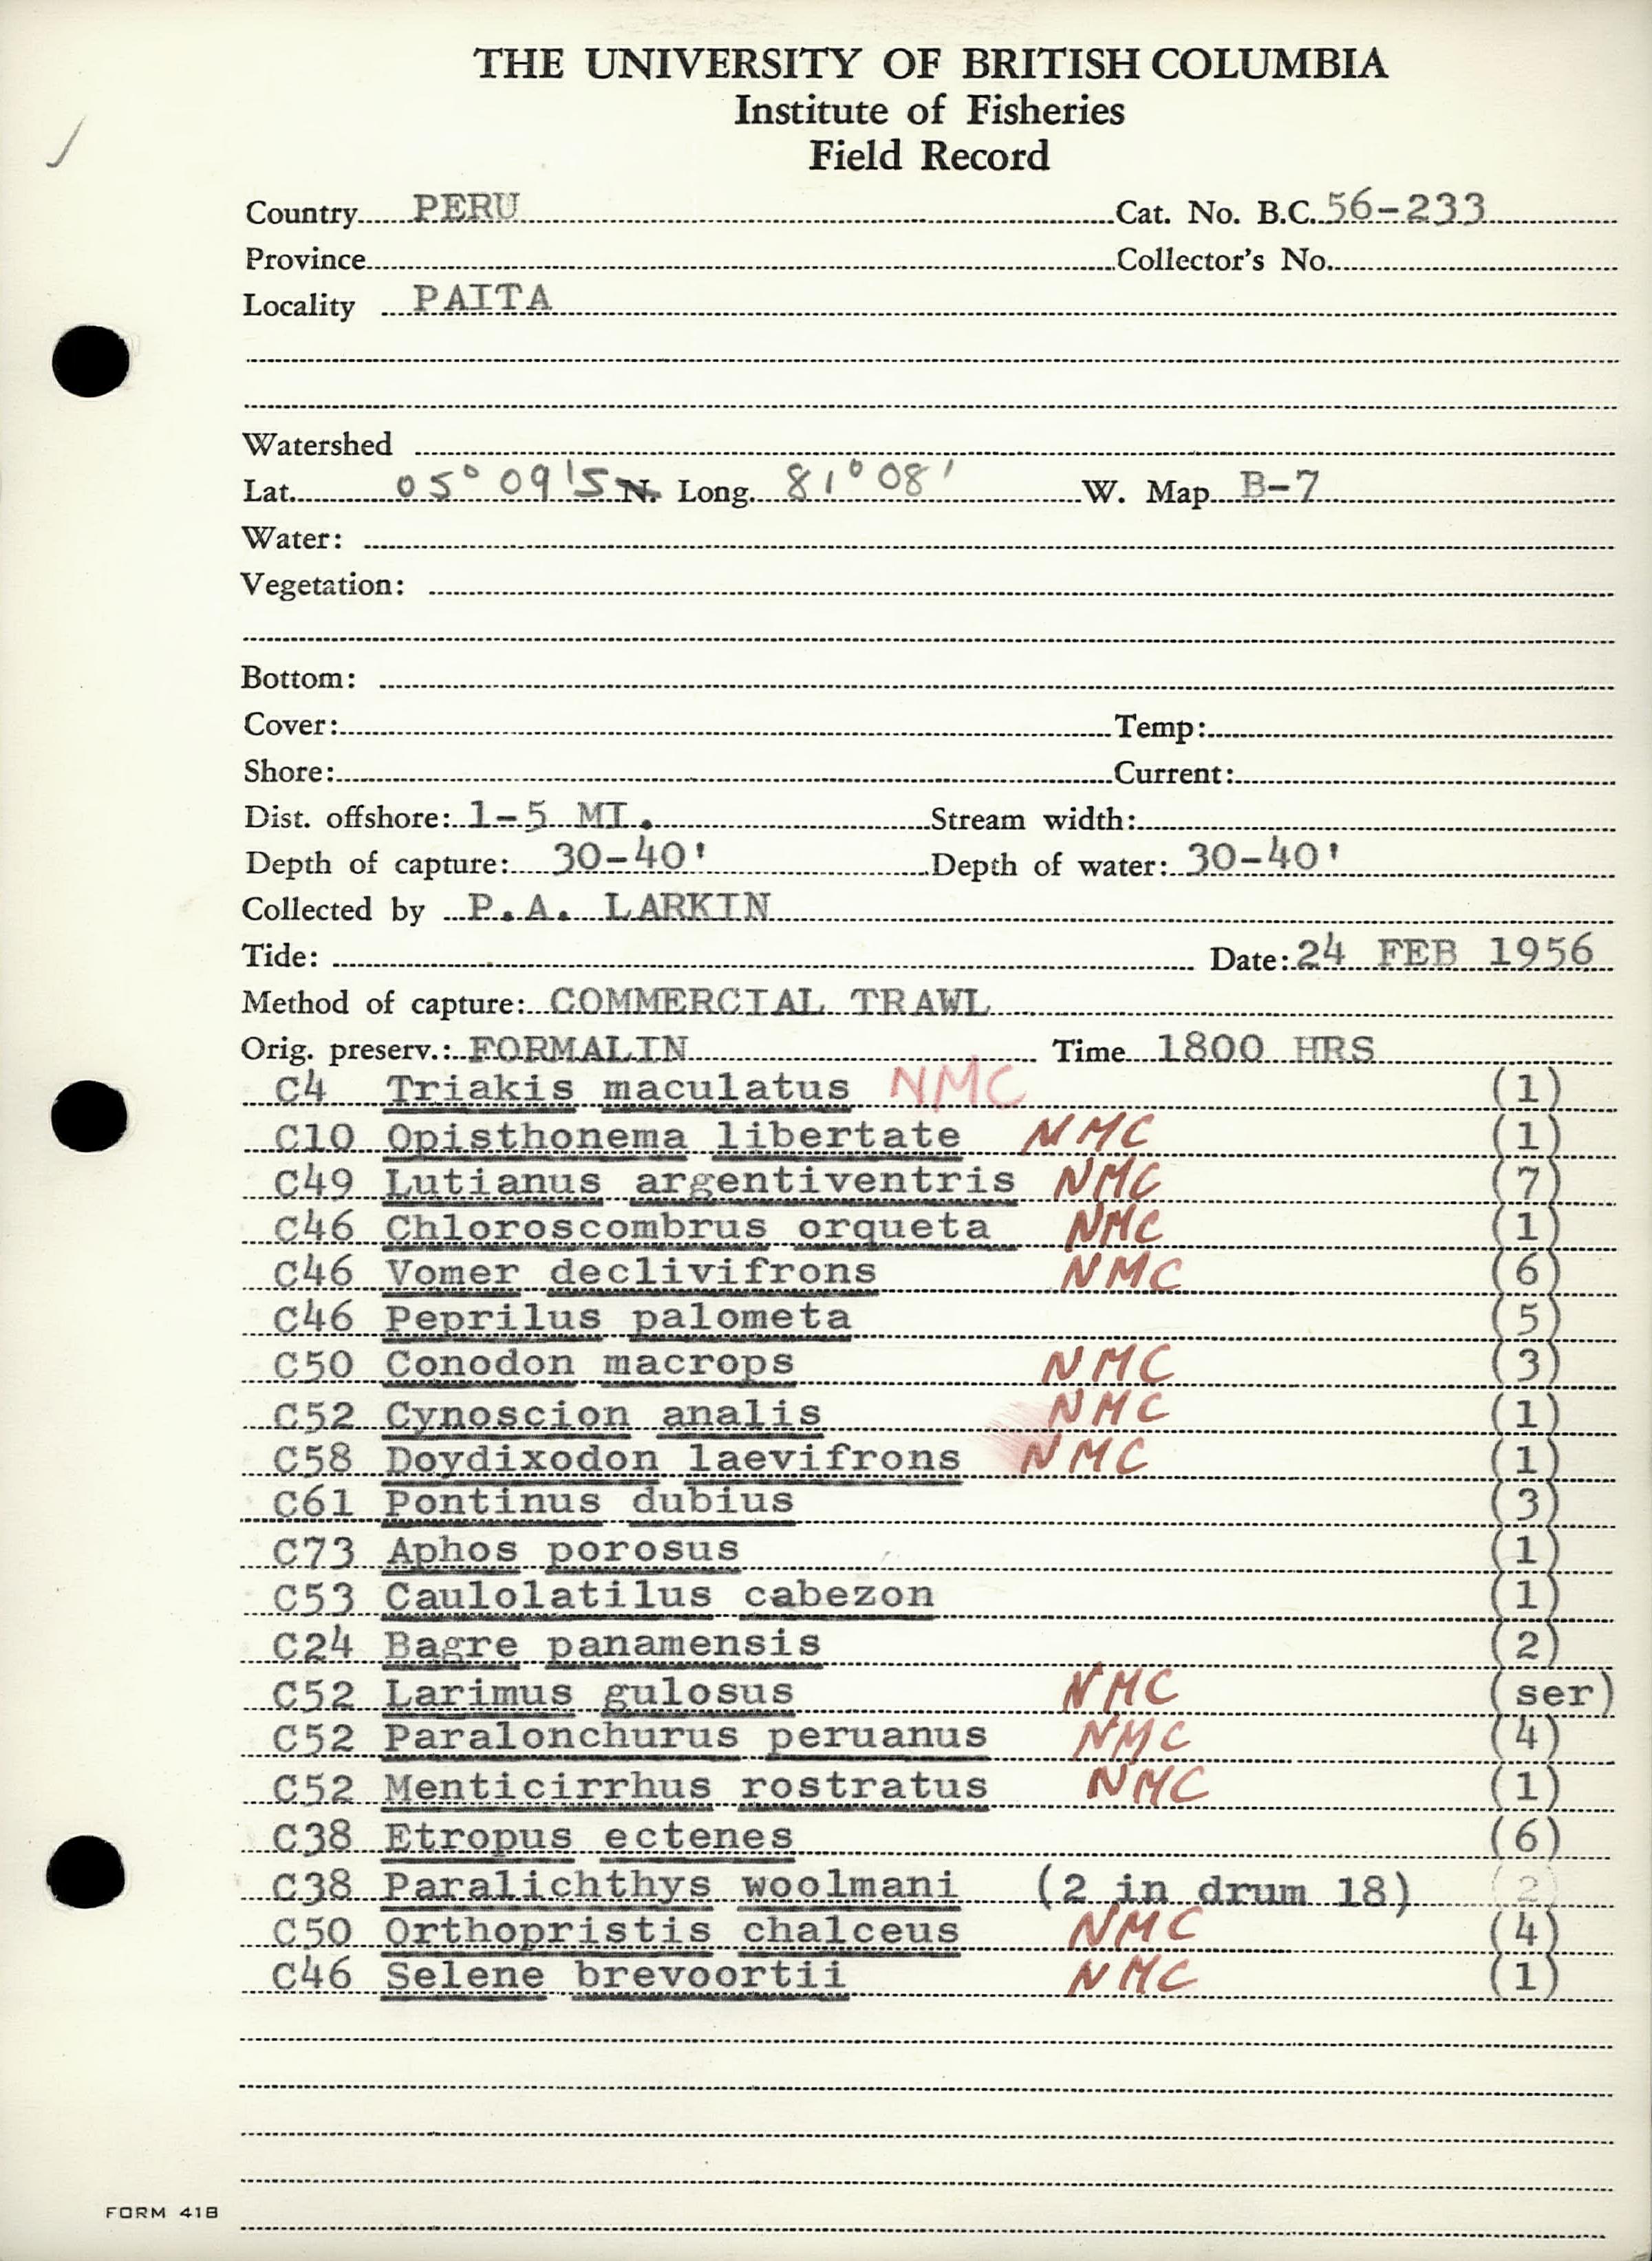 THE UNIVERSITY OF BRITISH COLUMBIA
Institute of Fisheries
Field Record
Country PERU Cat. No. B.C. 56-233
Province Collector's No.
Locality PAITA
Watershed
Lat. 05° 09' S N. Long. 81° 08' W. Map B-7
Water:
Vegetation:
Bottom:
Cover: Temp:
Shore: Current:
Dist. offshore: 1-5 MI. Stream width:
Depth of capture: 30-40' Depth of water: 30-40'
Collected by P.A. LARKIN
Tide: Date: 24 FEB 1956
Method of capture: COMMERCIAL TRAWL
Orig. preserv.: FORMALIN Time 1800 HRS
C4 Triakis maculatus NMC (1)
C10 Opisthonema libertate NMC (1)
C49 Lutianus argentiventris NMC (7)
C46 Chloroscombrus orqueta NMC (1)
C46 Vomer declivifrons NMC (6)
C46 Peprilus palometa (5)
C50 Conodon macrops NMC (3)
C52 Cynoscion analis NMC (1)
C58 Doydixodon laevifrons NMC (1)
C61 Pontinus dubius (3)
C73 Aphos porosus (1)
C53 Caulolatilus cabezon (1)
C24 Bagre panamensis (2)
C52 Larimus gulosus NMC (ser)
C52 Paralonchurus peruanus NMC (4)
C52 Menticirrhus rostratus NMC (1)
C38 Etropus ectenes (6)
C38 Paralichthys woolmani (2 in drum 18) (2)
C50 Orthopristis chalceus NMC (4)
C46 Selene brevoortii NMC (1)
FORM 41B